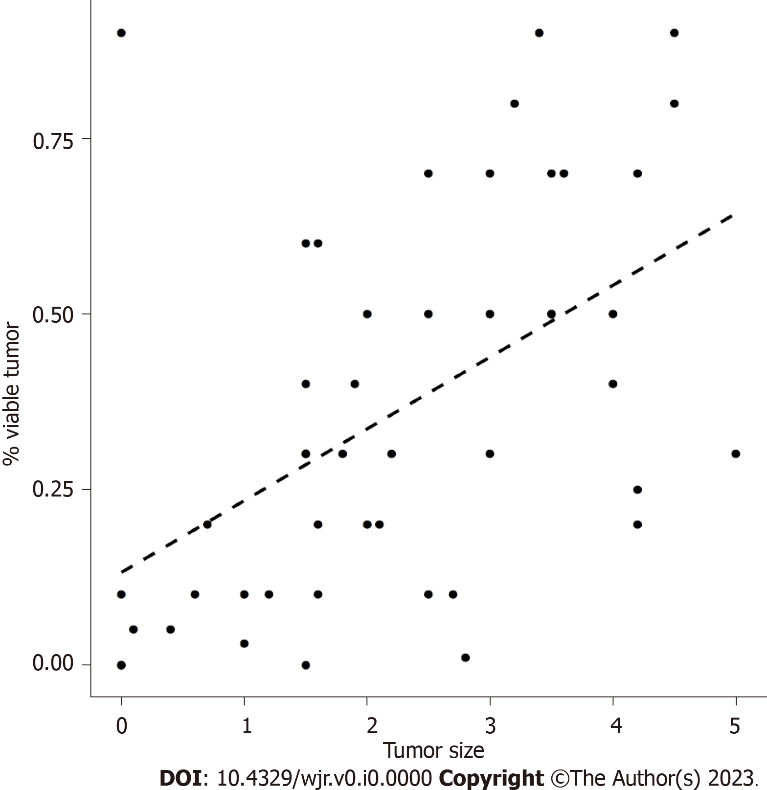 0.75
0.50
0.25
0.00
% viable tumor
0 1 2 3 4 5
Tumor size
DOI: 10.4329/wjr.v0.i0.0000 Copyright ©The Author(s) 2023.